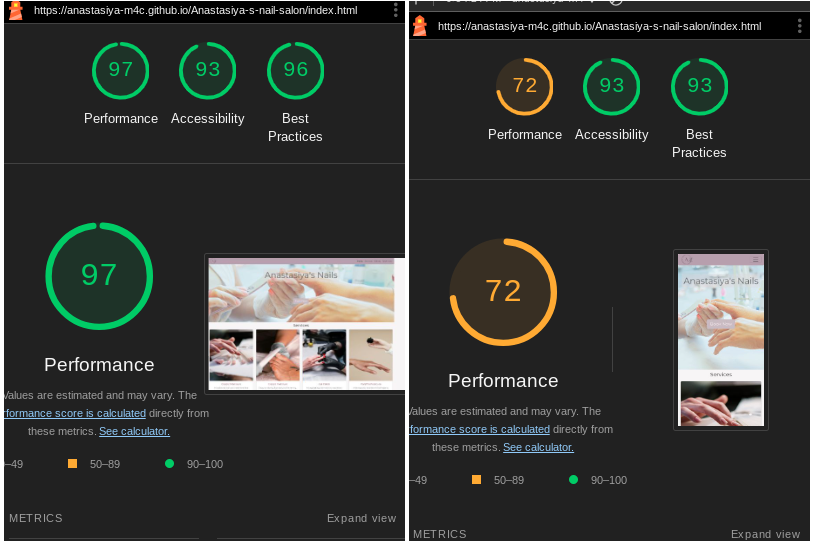 https://anastasiya-m4c.github.io/Anastasiya-s-nail-salon/index.html
97
93
96
Performance
Accessibility
Best
Practices
97
Anastasiya's Nails
Services
Performance
Values are estimated and may vary. The
rformance score is calculated directly from
these metrics. See calculator.
–49
50–89
90–100
METRICS
Expand view
https://anastasiya-m4c.github.io/Anastasiya-s-nail-salon/index.html
72
93
93
Performance
Accessibility
Best
Practices
72
Anastasiya's Nails
Services
Performance
Values are estimated and may vary. The
formance score is calculated directly from
these metrics. See calculator.
–49
50–89
90–100
METRICS
Expand view